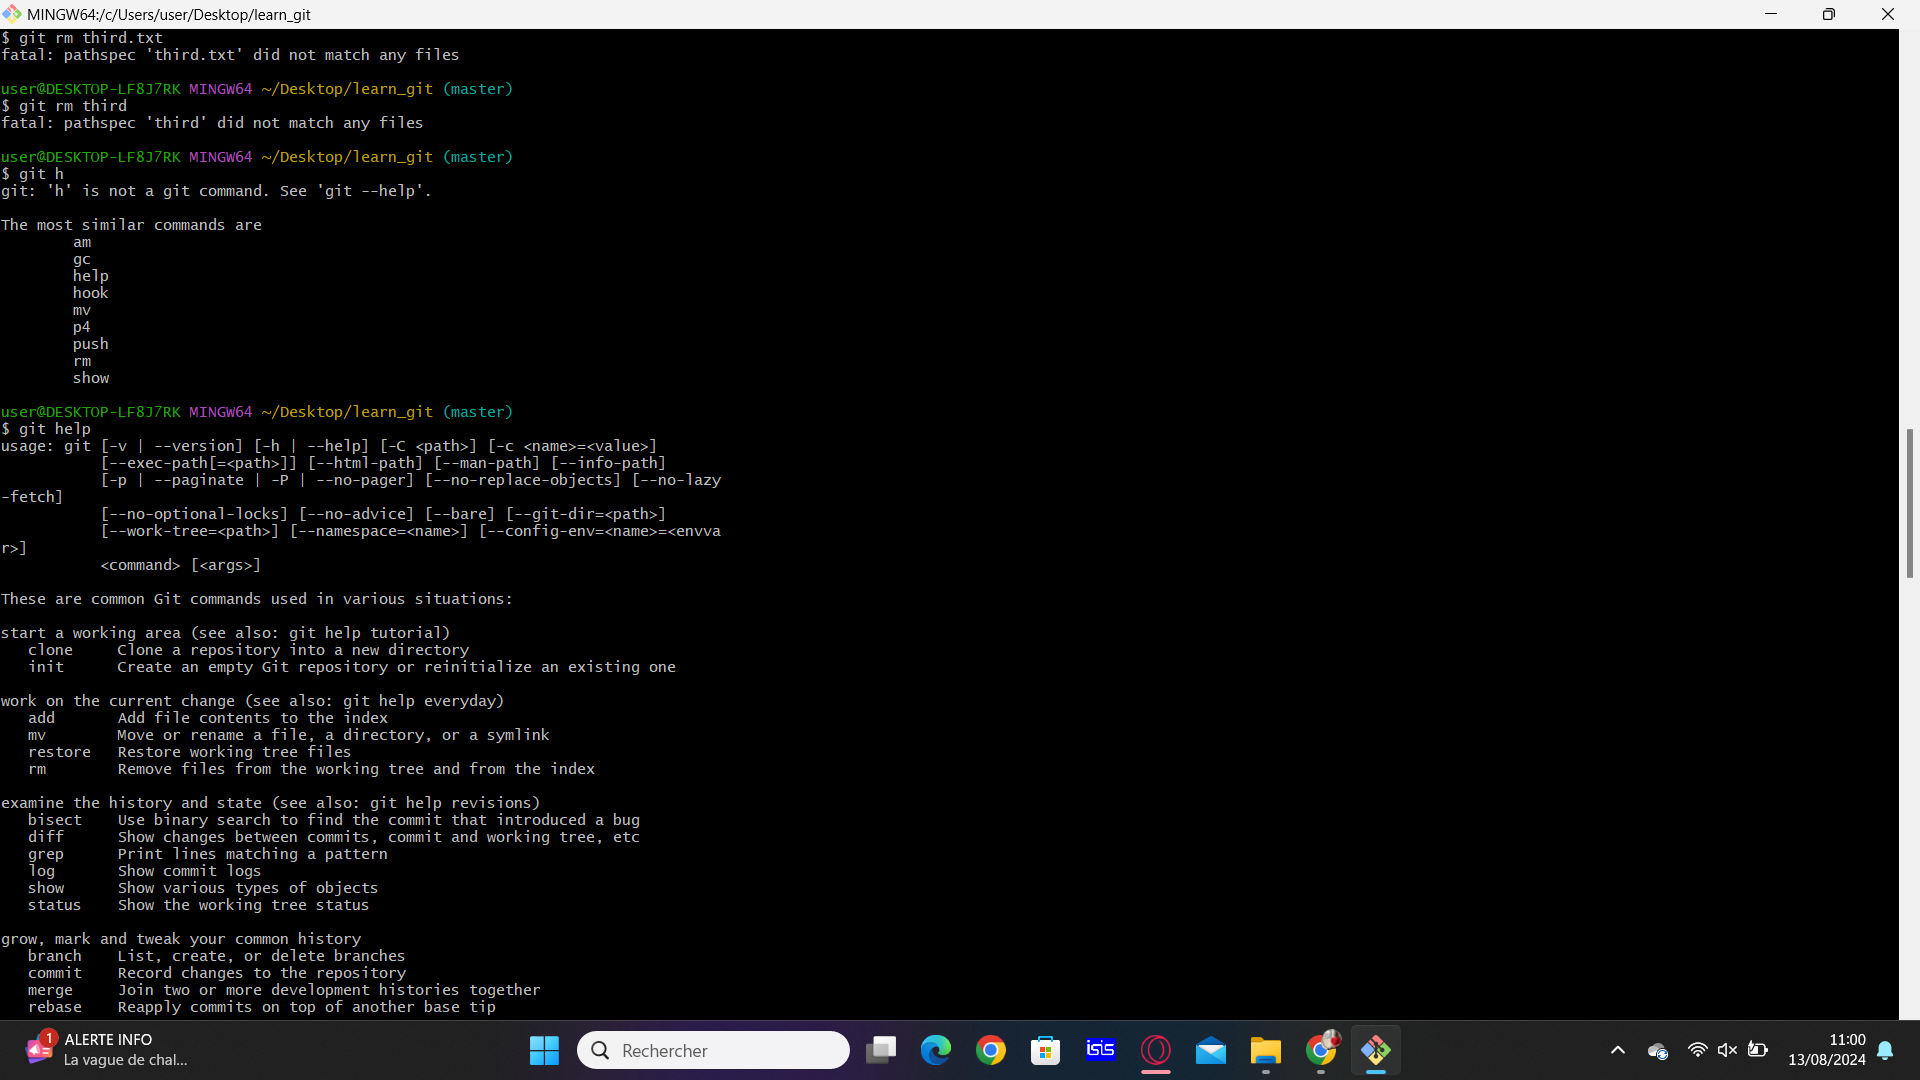 MINGW64:/c/Users/user/Desktop/learn_git
$ git rm third.txt
fatal: pathspec 'third.txt' did not match any files
user@DESKTOP-LF8J7RK MINGW64 ~/Desktop/learn_git (master)
$ git rm third
fatal: pathspec 'third' did not match any files
user@DESKTOP-LF8J7RK MINGW64 ~/Desktop/learn_git (master)
$ git h
git: 'h' is not a git command. See 'git --help'.
The most similar commands are
am
gc
help
hook
mv
p4
push
rm
show
user@DESKTOP-LF8J7RK MINGW64 ~/Desktop/learn_git (master)
$ git help
usage: git [-v | --version] [-h | --help] [-C <path>] [-c <name>=<value>]
[--exec-path[=<path>]] [--html-path] [--man-path] [--info-path]
[-p | --paginate | -P | --no-pager] [--no-replace-objects] [--no-lazy
-fetch]
[--no-optional-locks] [--no-advice] [--bare] [--git-dir=<path>]
[--work-tree=<path>] [--namespace=<name>] [--config-env=<name>=<envva
r>]
<command> [<args>]
These are common Git commands used in various situations:
start a working area (see also: git help tutorial)
clone Clone a repository into a new directory
init Create an empty Git repository or reinitialize an existing one
work on the current change (see also: git help everyday)
add Add file contents to the index
mv Move or rename a file, a directory, or a symlink
restore Restore working tree files
rm Remove files from the working tree and from the index
examine the history and state (see also: git help revisions)
bisect Use binary search to find the commit that introduced a bug
diff Show changes between commits, commit and working tree, etc
grep Print lines matching a pattern
log Show commit logs
show Show various types of objects
status Show the working tree status
grow, mark and tweak your common history
branch List, create, or delete branches
commit Record changes to the repository
merge Join two or more development histories together
rebase Reapply commits on top of another base tip
1
ALERTE INFO
La vague de chal...
Rechercher
isis
11:00
13/08/2024